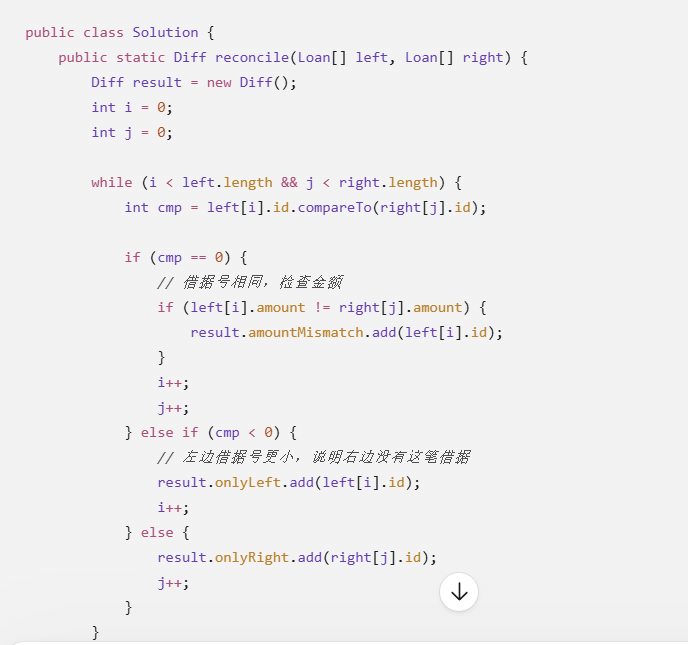 public class Solution {
    public static Diff reconcile(Loan[] left, Loan[] right) {
        Diff result = new Diff();
        int i = 0;
        int j = 0;

        while (i < left.length && j < right.length) {
            int cmp = left[i].id.compareTo(right[j].id);

            if (cmp == 0) {
                // 借据号相同，检查金额
                if (left[i].amount != right[j].amount) {
                    result.amountMismatch.add(left[i].id);
                }
                i++;
                j++;
            } else if (cmp < 0) {
                // 左边借据号更小，说明右边没有这笔借据
                result.onlyLeft.add(left[i].id);
                i++;
            } else {
                result.onlyRight.add(right[j].id);
                j++;
            }
        }